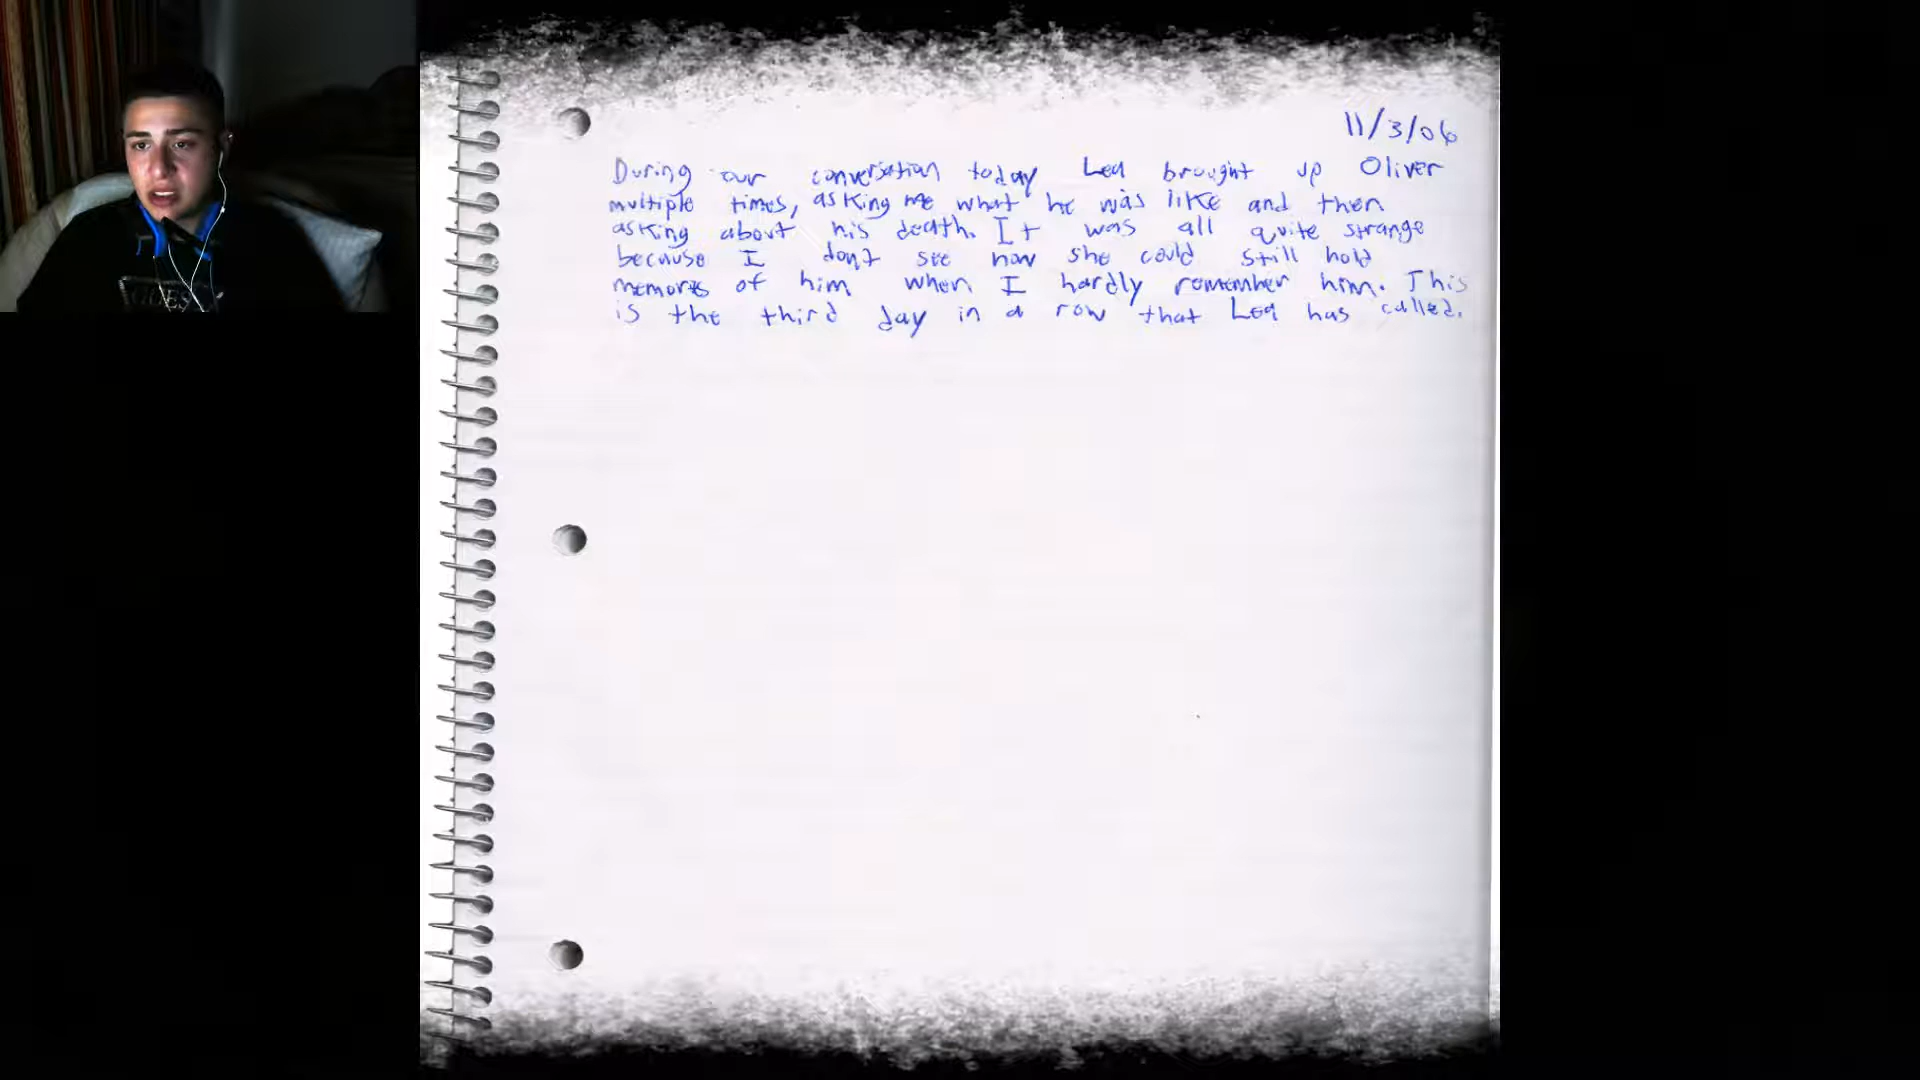 11/3/06
During our conversation today Lea brought up Oliver
multiple times, asking me what he was like and then
asking about his death. It was all quite strange
because I don't see how she could still hold
memories of him when I hardly remember him. This
is the third day in a row that Lea has called.
GUESS